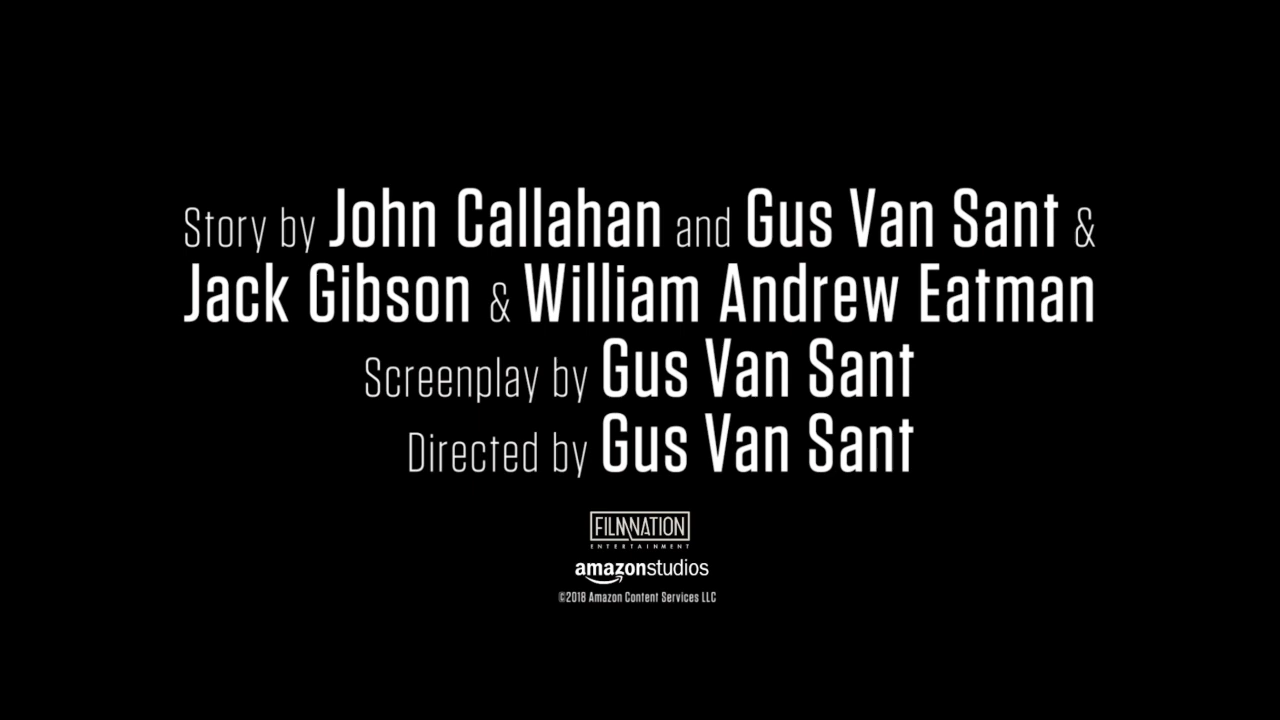 Story by John Callahan and Gus Van Sant &
Jack Gibson & William Andrew Eatman
Screenplay by Gus Van Sant
Directed by Gus Van Sant
FILMNATION
ENTERTAINMENT
amazonstudios
©2018 Amazon Content Services LLC